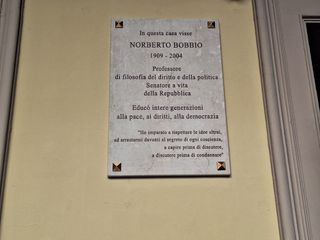 In questa casa visse
NORBERTO BOBBIO
1909 - 2004
Professore
di filosofia del diritto e della politica
Senatore a vita
della Repubblica
Educò intere generazioni
alla pace, ai diritti, alla democrazia
"Ho imparato a rispettare le idee altrui,
ad arrestarmi davanti al segreto di ogni coscienza,
a capire prima di discutere,
a discutere prima di condannare"